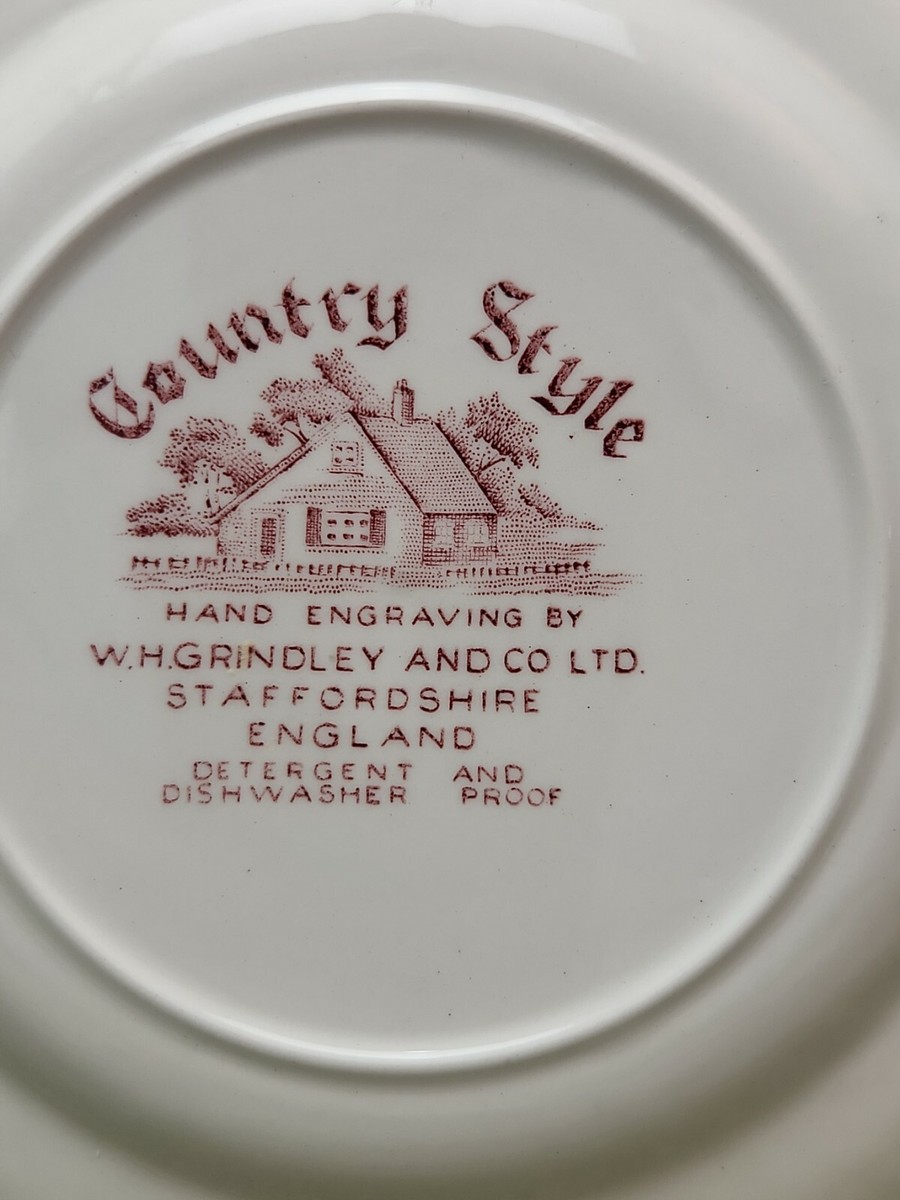 Country Style
HAND ENGRAVING BY
W.H.GRINDLEY AND CO LTD.
STAFFORDSHIRE
ENGLAND
DETERGENT AND
DISHWASHER PROOF